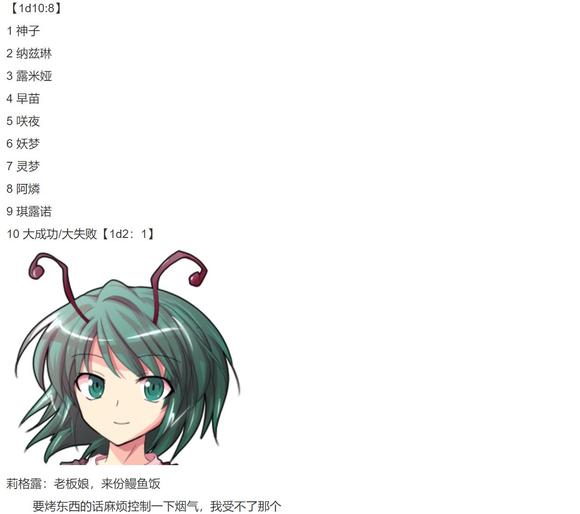 【1d10:8】
1 神子
2 纳兹琳
3 露米娅
4 早苗
5 咲夜
6 妖梦
7 灵梦
8 阿燐
9 琪露诺
10 大成功/大失败【1d2：1】
莉格露：老板娘，来份鳗鱼饭
要烤东西的话麻烦控制一下烟气，我受不了那个